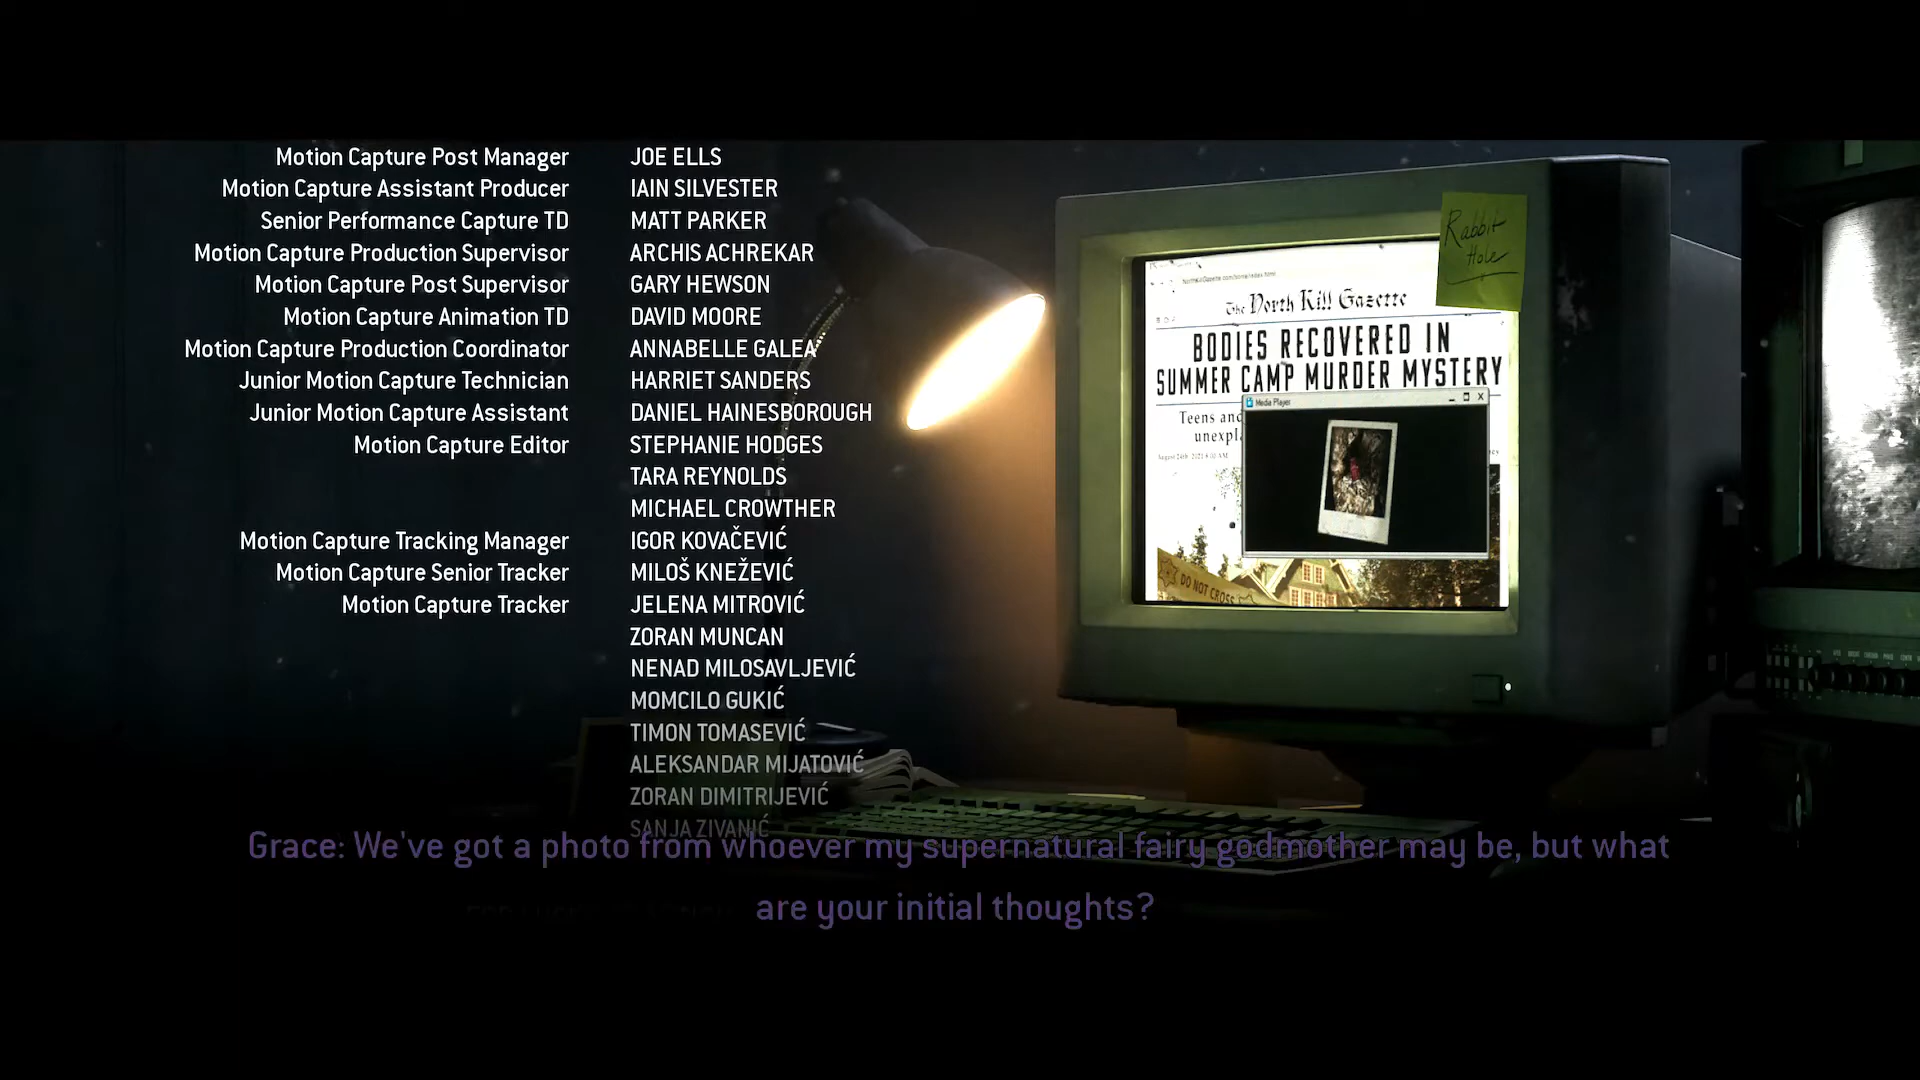 Motion Capture Post Manager JOE ELLS
Motion Capture Assistant Producer IAIN SILVESTER
Senior Performance Capture TD MATT PARKER
Motion Capture Production Supervisor ARCHIS ACHREKAR
Motion Capture Post Supervisor GARY HEWSON
Motion Capture Animation TD DAVID MOORE
Motion Capture Production Coordinator ANNABELLE GALEA
Junior Motion Capture Technician HARRIET SANDERS
Junior Motion Capture Assistant DANIEL HAINESBOROUGH
Motion Capture Editor STEPHANIE HODGES
TARA REYNOLDS
MICHAEL CROWTHER
Motion Capture Tracking Manager IGOR KOVAČEVIĆ
Motion Capture Senior Tracker MILOŠ KNEŽEVIĆ
Motion Capture Tracker JELENA MITROVIĆ
ZORAN MUNCAN
NENAD MILOSAVLJEVIĆ
MOMCILO GUKIĆ
TIMON TOMASEVIĆ
ALEKSANDAR MIJATOVIĆ
ZORAN DIMITRIJEVIĆ
SANJA ZIVANIĆ
Rabbit
Hole
The North Kill Gazette
BODIES RECOVERED IN
SUMMER CAMP MURDER MYSTERY
Teens and
unexpl
Media Player
DO NOT CROSS
Grace: We've got a photo from whoever my supernatural fairy godmother may be, but what
are your initial thoughts?